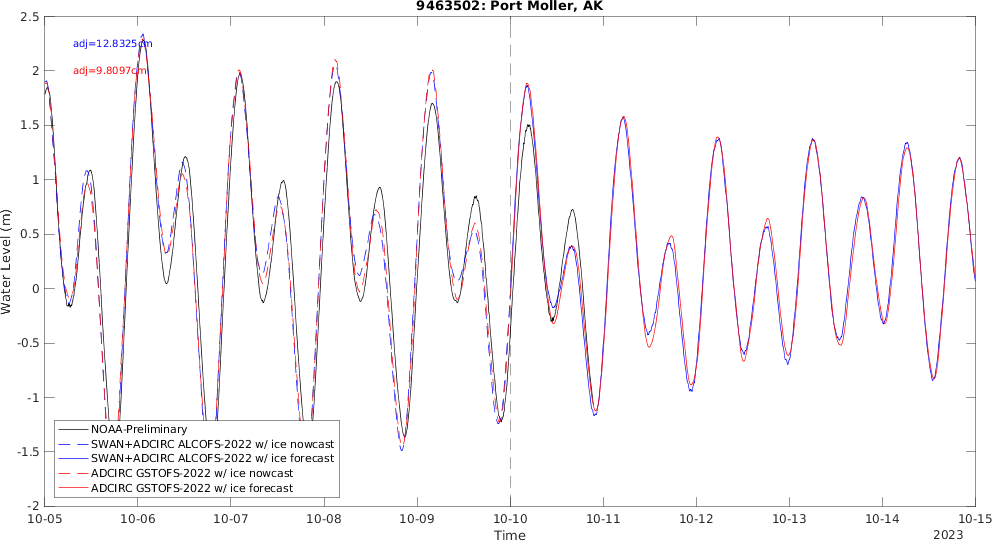 9463502: Port Moller, AK
adj=12.8325cm
adj=9.8097cm
Water Level (m)
2.5
2
1.5
1
0.5
0
-0.5
-1
-1.5
-2
NOAA-Preliminary
SWAN+ADCIRC ALCOFS-2022 w/ ice nowcast
SWAN+ADCIRC ALCOFS-2022 w/ ice forecast
ADCIRC GSTOFS-2022 w/ ice nowcast
ADCIRC GSTOFS-2022 w/ ice forecast
10-05 10-06 10-07 10-08 10-09 10-10 10-11 10-12 10-13 10-14 10-15
Time
2023